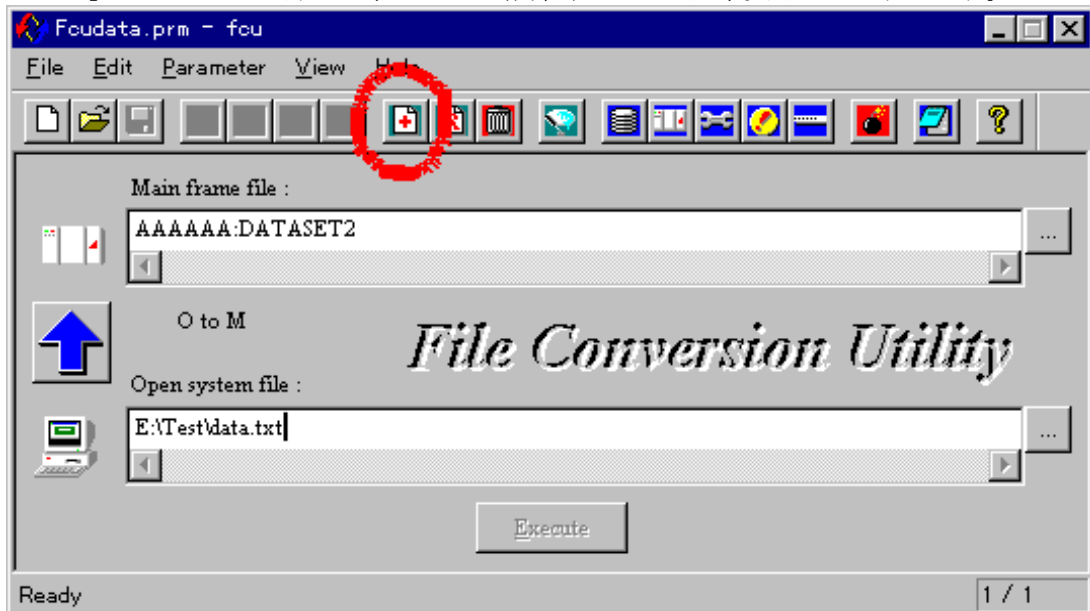 Fcudata.prm - fcu
File Edit Parameter View Help
Main frame file :
AAAAAA:DATASET2
...
O to M
File Conversion Utility
Open system file :
E:\Test\data.txt
...
Execute
Ready 1 / 1